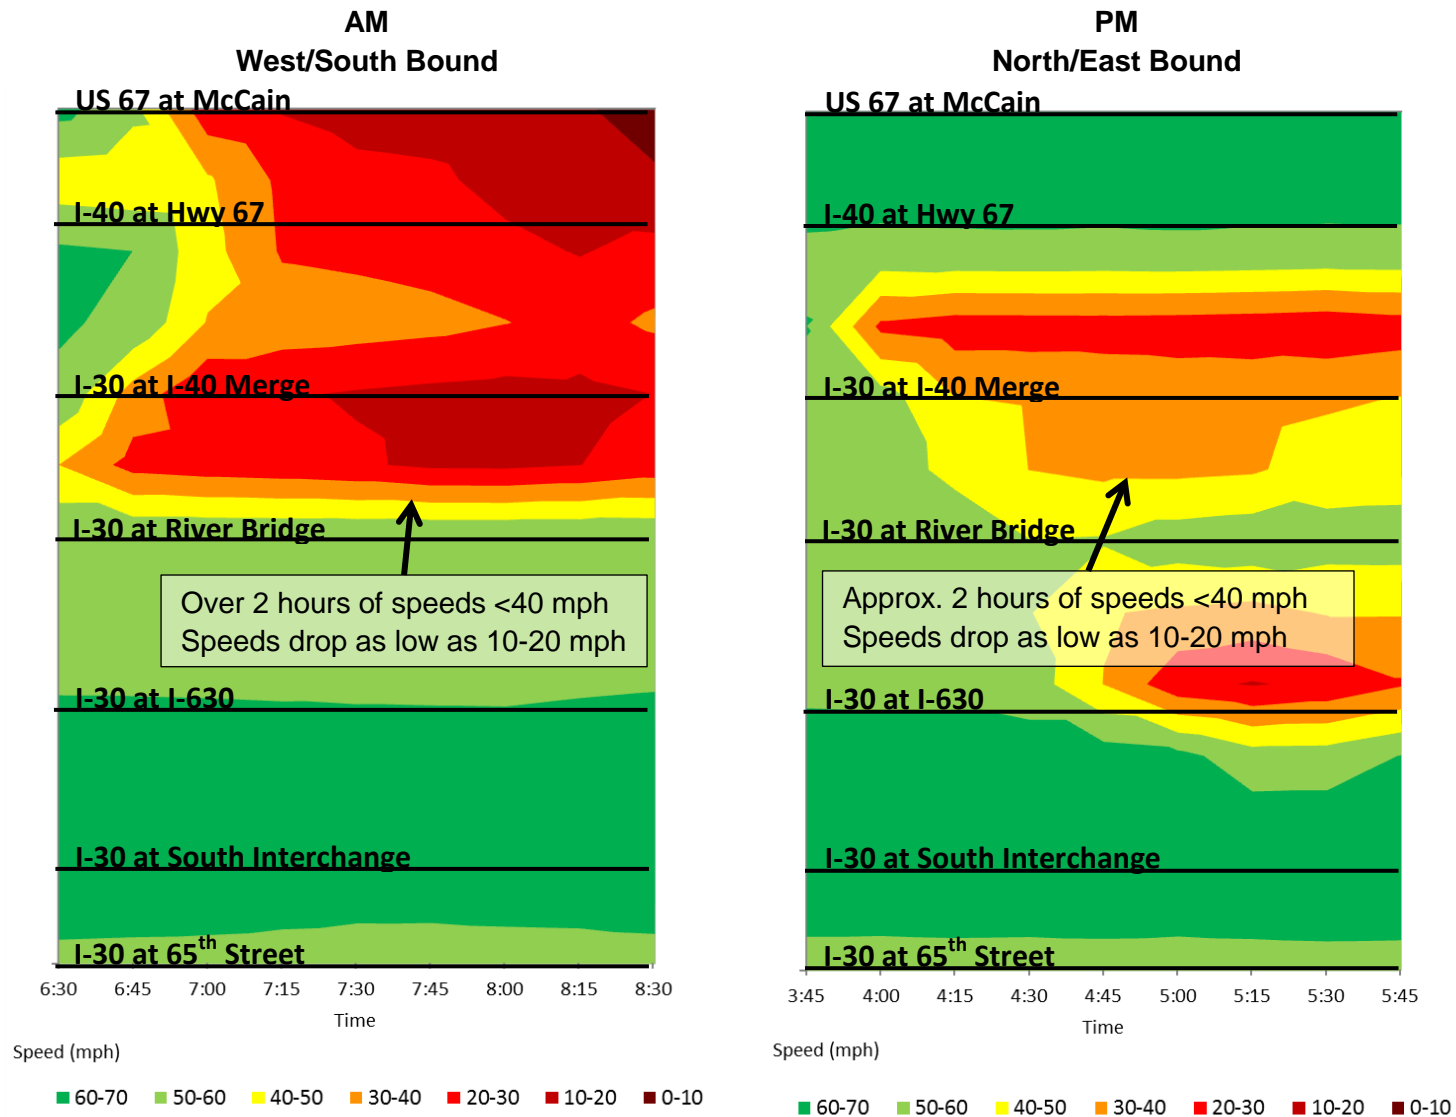 AM
West/South Bound
US 67 at McCain
I-40 at Hwy 67
I-30 at I-40 Merge
I-30 at River Bridge
Over 2 hours of speeds <40 mph
Speeds drop as low as 10-20 mph
I-30 at I-630
I-30 at South Interchange
I-30 at 65th Street
6:30 6:45 7:00 7:15 7:30 7:45 8:00 8:15 8:30
Time
Speed (mph)
60-70 50-60 40-50 30-40 20-30 10-20 0-10
PM
North/East Bound
US 67 at McCain
I-40 at Hwy 67
I-30 at I-40 Merge
I-30 at River Bridge
Approx. 2 hours of speeds <40 mph
Speeds drop as low as 10-20 mph
I-30 at I-630
I-30 at South Interchange
I-30 at 65th Street
3:45 4:00 4:15 4:30 4:45 5:00 5:15 5:30 5:45
Time
Speed (mph)
60-70 50-60 40-50 30-40 20-30 10-20 0-10